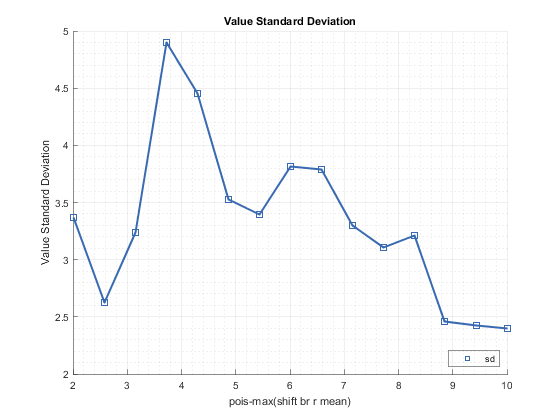 Value Standard Deviation
5
4.5
4
3.5
3
2.5
2
Value Standard Deviation
sd
2 3 4 5 6 7 8 9 10
pois-max(shift br r mean)